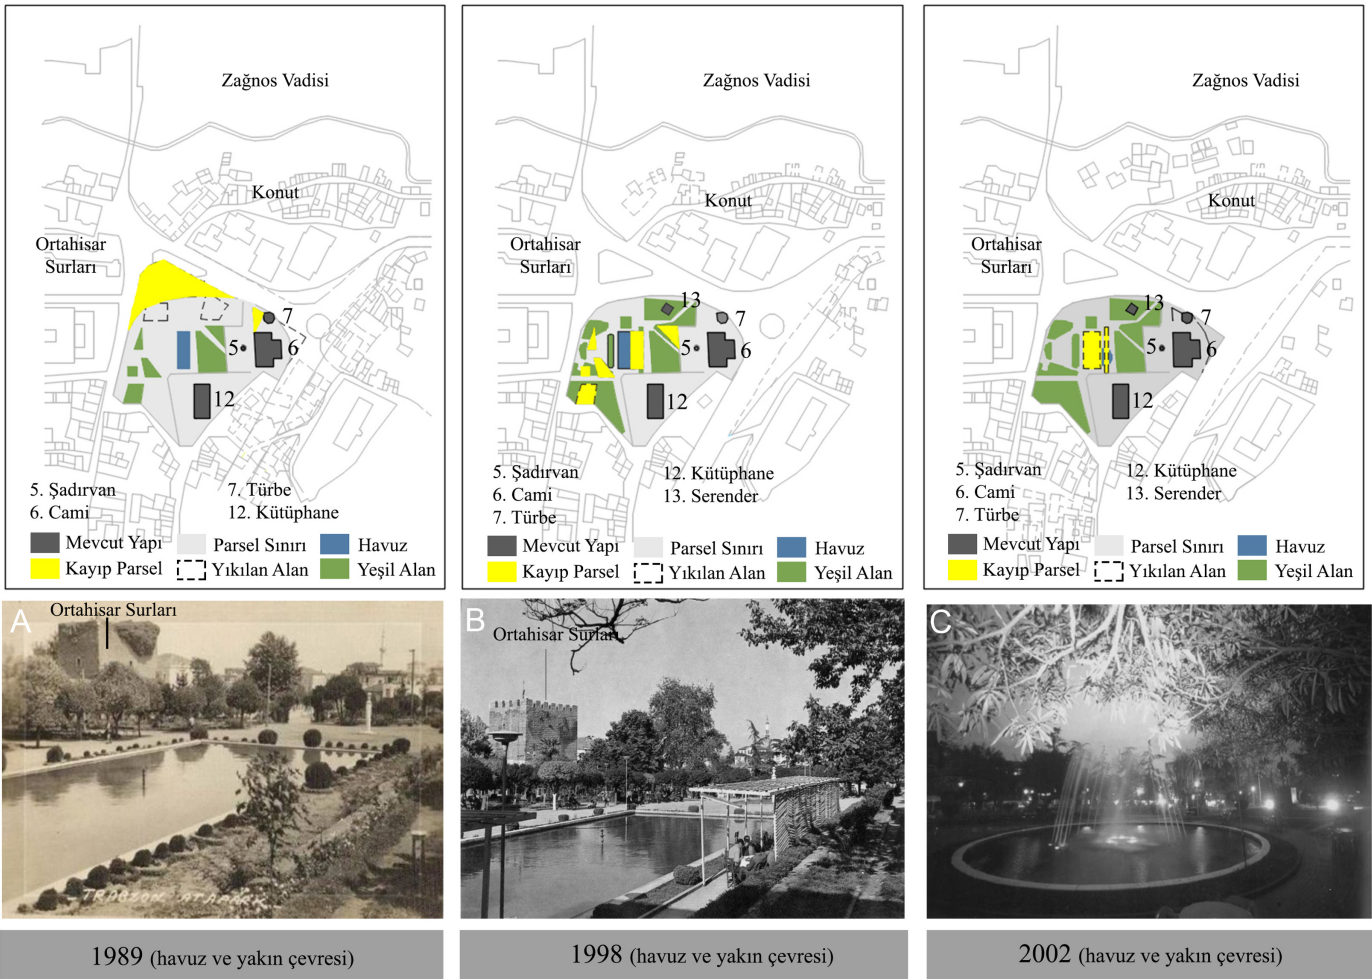 Zağnos Vadisi
Konut
Ortahisar
Surları
7
5
6
12
5. Şadırvan
6. Cami
7. Türbe
12. Kütüphane
Mevcut Yapı
Parsel Sınırı
Havuz
Kayıp Parsel
Yıkılan Alan
Yeşil Alan
Zağnos Vadisi
Konut
Ortahisar
Surları
13
7
5
6
12
5. Şadırvan
6. Cami
7. Türbe
12. Kütüphane
13. Serender
Mevcut Yapı
Parsel Sınırı
Havuz
Kayıp Parsel
Yıkılan Alan
Yeşil Alan
Zağnos Vadisi
Konut
Ortahisar
Surları
13
7
5
6
12
5. Şadırvan
6. Cami
7. Türbe
12. Kütüphane
13. Serender
Mevcut Yapı
Parsel Sınırı
Havuz
Kayıp Parsel
Yıkılan Alan
Yeşil Alan
A
Ortahisar Surları
TRABZON ATAPARK
B
Ortahisar Surları
C
1989 (havuz ve yakın çevresi)
1998 (havuz ve yakın çevresi)
2002 (havuz ve yakın çevresi)